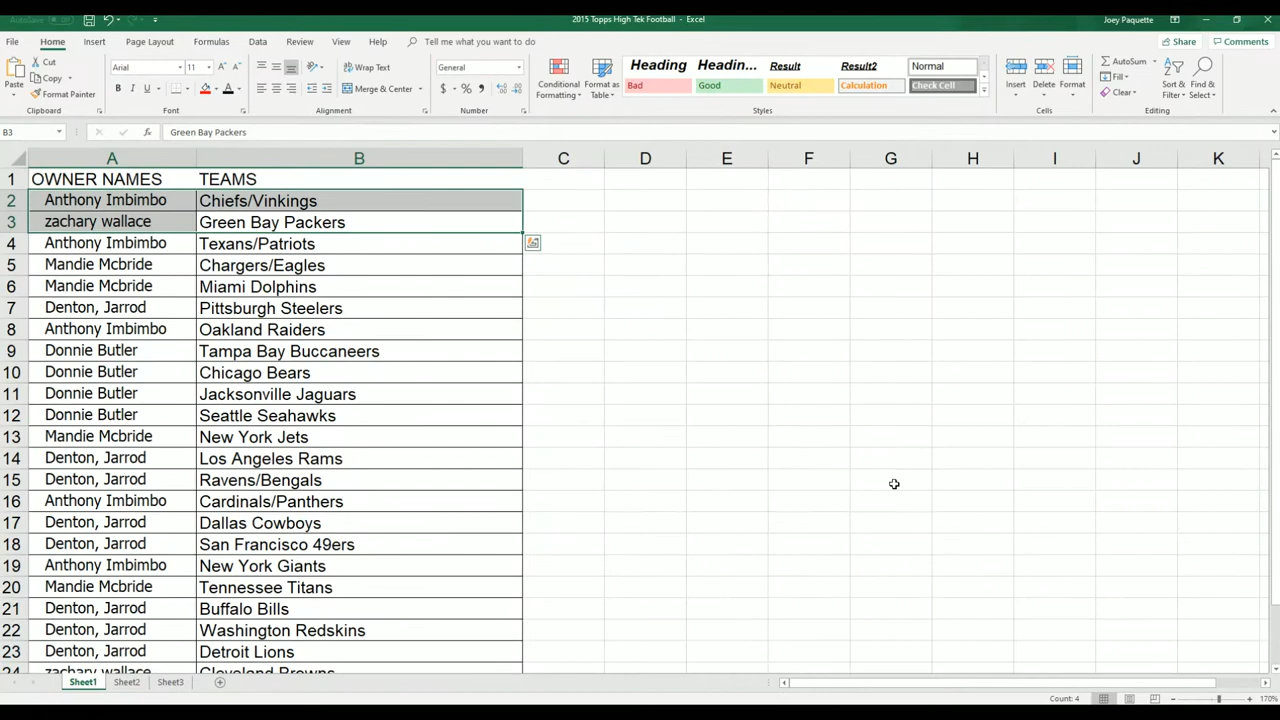 AutoSave
2015 Topps High Tek Football - Excel
Joey Paquette
File Home Insert Page Layout Formulas Data Review View Help Tell me what you want to do Share Comments
Cut
Copy
Format Painter
Paste
Arial 11
B I U
Wrap Text
Merge & Center
General
$ % ,
Conditional Formatting
Format as Table
Heading Headin... Result Result2 Normal
Bad Good Neutral Calculation Check Cell
Insert Delete Format
AutoSum
Fill
Clear
Sort & Filter
Find & Select
Clipboard Font Alignment Number Styles Cells Editing
B3 fx Green Bay Packers
A B C D E F G H I J K
1 OWNER NAMES TEAMS
2 Anthony Imbimbo Chiefs/Vinkings
3 zachary wallace Green Bay Packers
4 Anthony Imbimbo Texans/Patriots
5 Mandie Mcbride Chargers/Eagles
6 Mandie Mcbride Miami Dolphins
7 Denton, Jarrod Pittsburgh Steelers
8 Anthony Imbimbo Oakland Raiders
9 Donnie Butler Tampa Bay Buccaneers
10 Donnie Butler Chicago Bears
11 Donnie Butler Jacksonville Jaguars
12 Donnie Butler Seattle Seahawks
13 Mandie Mcbride New York Jets
14 Denton, Jarrod Los Angeles Rams
15 Denton, Jarrod Ravens/Bengals
16 Anthony Imbimbo Cardinals/Panthers
17 Denton, Jarrod Dallas Cowboys
18 Denton, Jarrod San Francisco 49ers
19 Anthony Imbimbo New York Giants
20 Mandie Mcbride Tennessee Titans
21 Denton, Jarrod Buffalo Bills
22 Denton, Jarrod Washington Redskins
23 Denton, Jarrod Detroit Lions
24 zachary wallace Cleveland Browns
Sheet1 Sheet2 Sheet3
Count: 4 170%